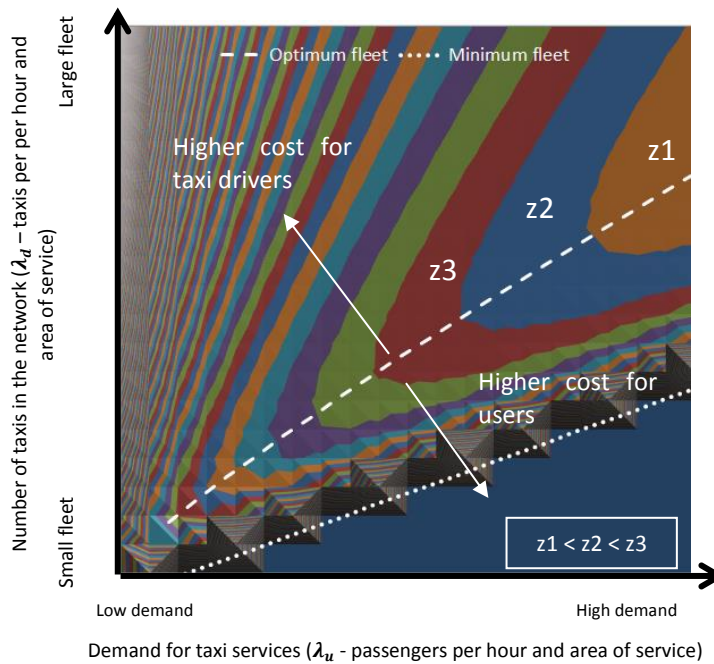 Large fleet
Number of taxis in the network (λd – taxis per per hour and
area of service)
Small fleet
Optimum fleet
Minimum fleet
Higher cost for
taxi drivers
z1
z2
z3
Higher cost for
users
z1 < z2 < z3
Low demand
High demand
Demand for taxi services (λu - passengers per hour and area of service)